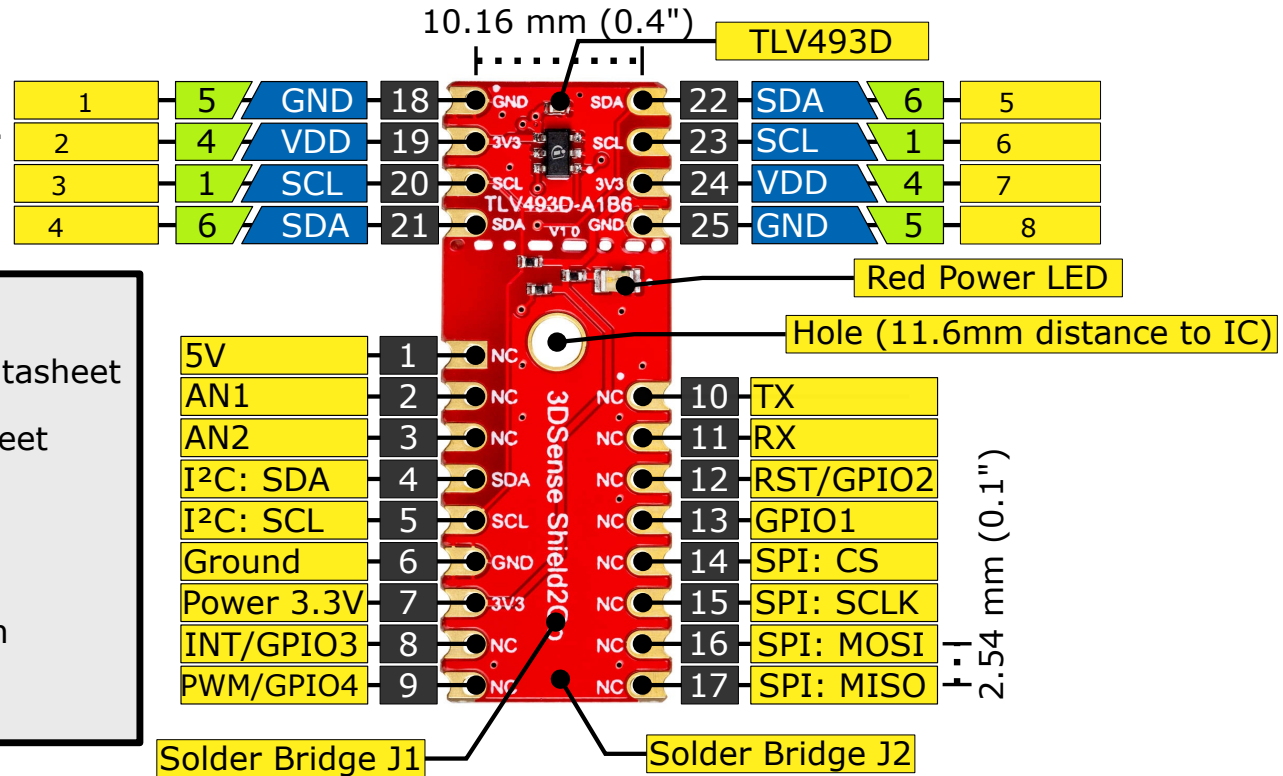 10.16 mm (0.4")
TLV493D
1 5 GND 18 GND SDA 22 SDA 6 5
2 4 VDD 19 3V3 SCL 23 SCL 1 6
3 1 SCL 20 SCL 3V3 24 VDD 4 7
TLV493D-A1B6
4 6 SDA 21 SDA V1.0 GND 25 GND 5 8
Red Power LED
Hole (11.6mm distance to IC)
5V 1 NC
tasheet
AN1 2 NC NC 10 TX
eet
AN2 3 NC NC 11 RX
I²C: SDA 4 SDA NC 12 RST/GPIO2
I²C: SCL 5 SCL NC 13 GPIO1
Ground 6 GND NC 14 SPI: CS
Power 3.3V 7 3V3 NC 15 SPI: SCLK
INT/GPIO3 8 NC NC 16 SPI: MOSI
PWM/GPIO4 9 NC NC 17 SPI: MISO
3DSense Shield2Go
2.54 mm (0.1")
Solder Bridge J1
Solder Bridge J2